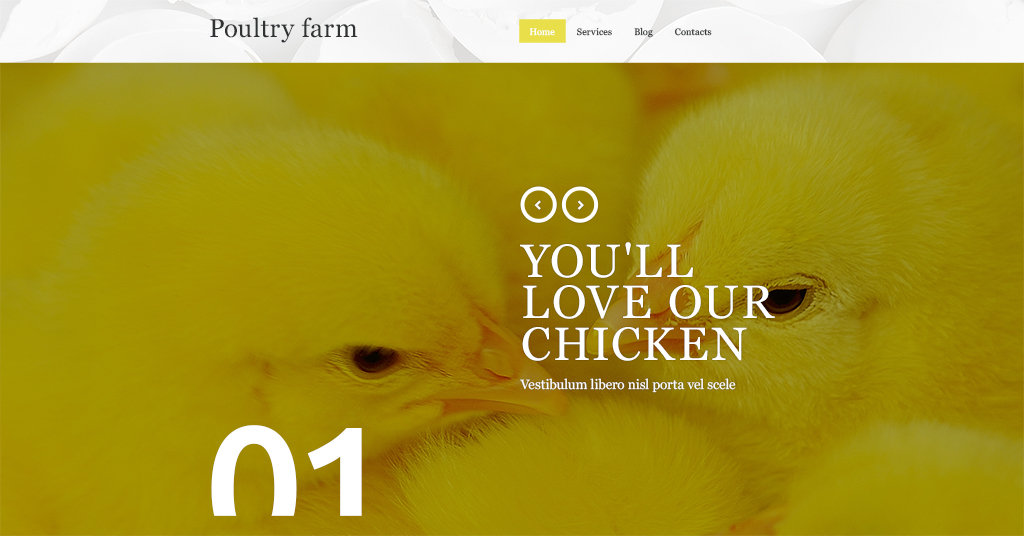 Poultry farm
Home Services Blog Contacts
YOU'LL
LOVE OUR
CHICKEN
Vestibulum libero nisl porta vel scele
01